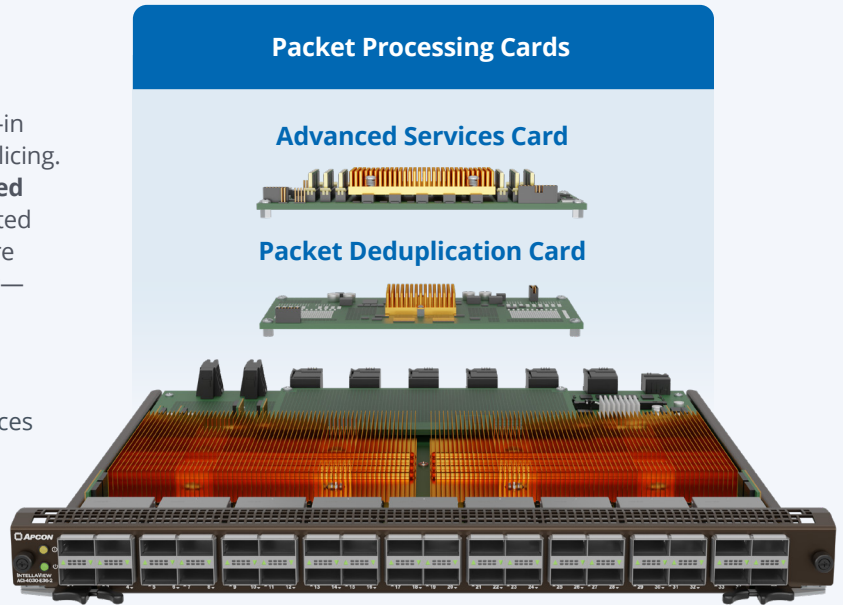 Packet Processing Cards
-in
licing.
ed
ted
re
—
ces
Advanced Services Card
Packet Deduplication Card
APCON
INTELLAVIEW